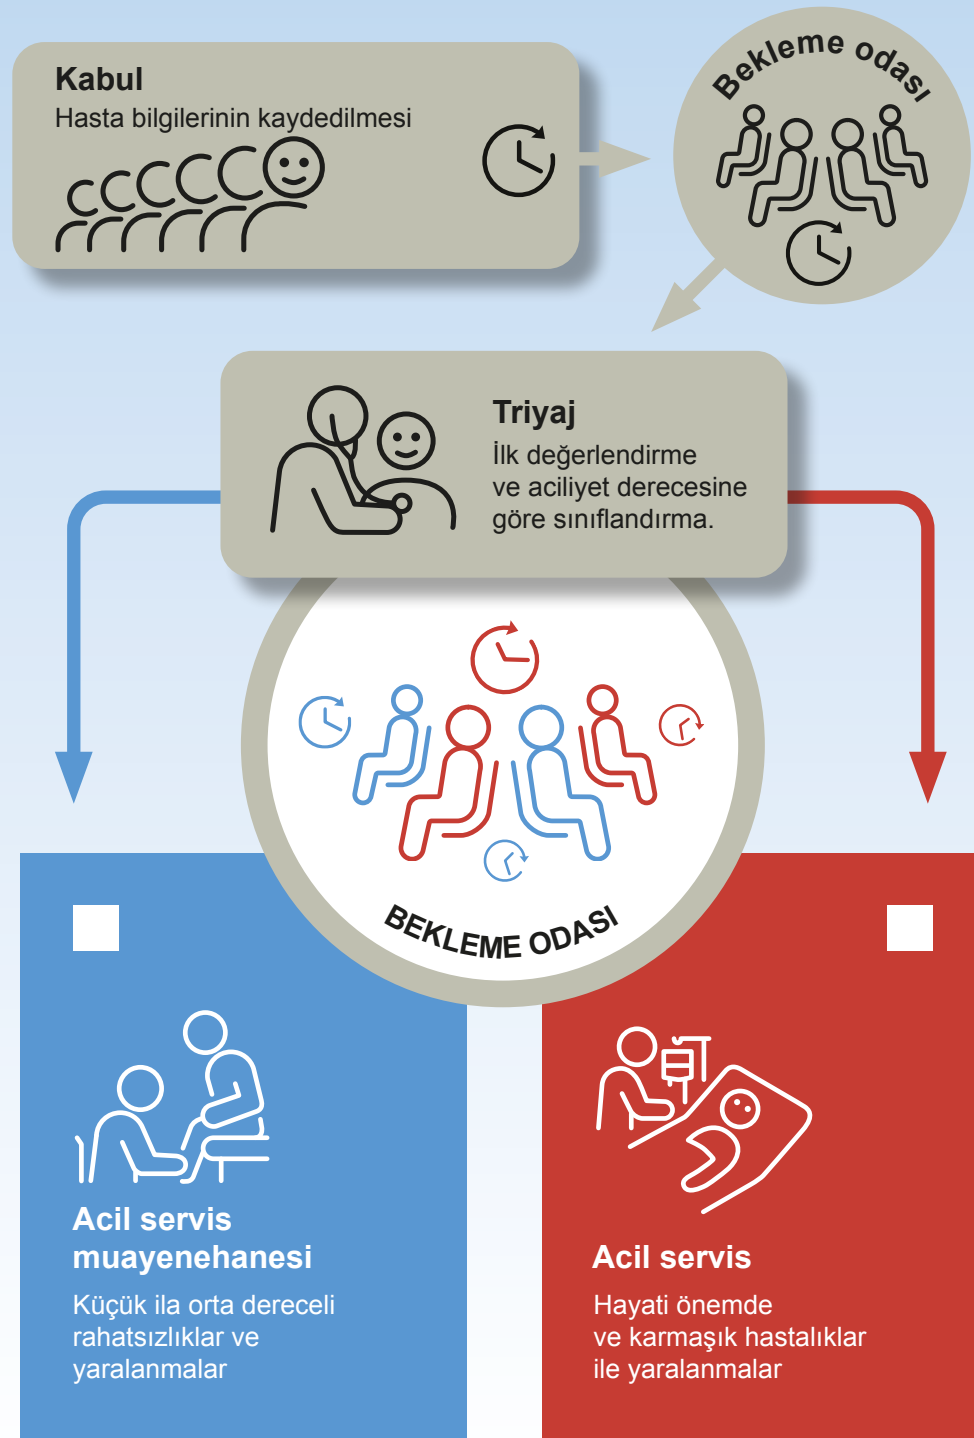 Kabul
Hasta bilgilerinin kaydedilmesi
Bekleme odası
Triyaj
İlk değerlendirme
ve aciliyet derecesine
göre sınıflandırma.
BEKLEME ODASI
Acil servis
muayenehanesi
Küçük ila orta dereceli
rahatsızlıklar ve
yaralanmalar
Acil servis
Hayati önemde
ve karmaşık hastalıklar
ile yaralanmalar